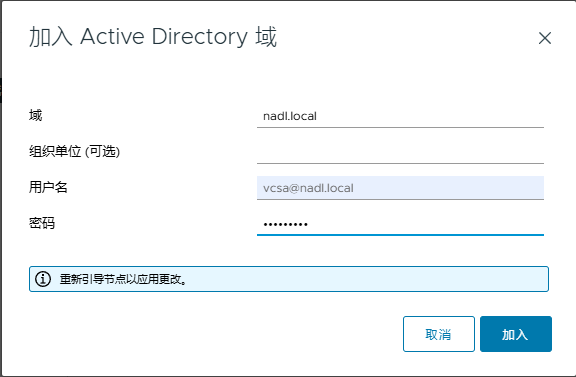 加入 Active Directory 域
域 nadl.local
组织单位 (可选)
用户名 vcsa@nadl.local
密码 •••••••••
重新引导节点以应用更改。
取消 加入